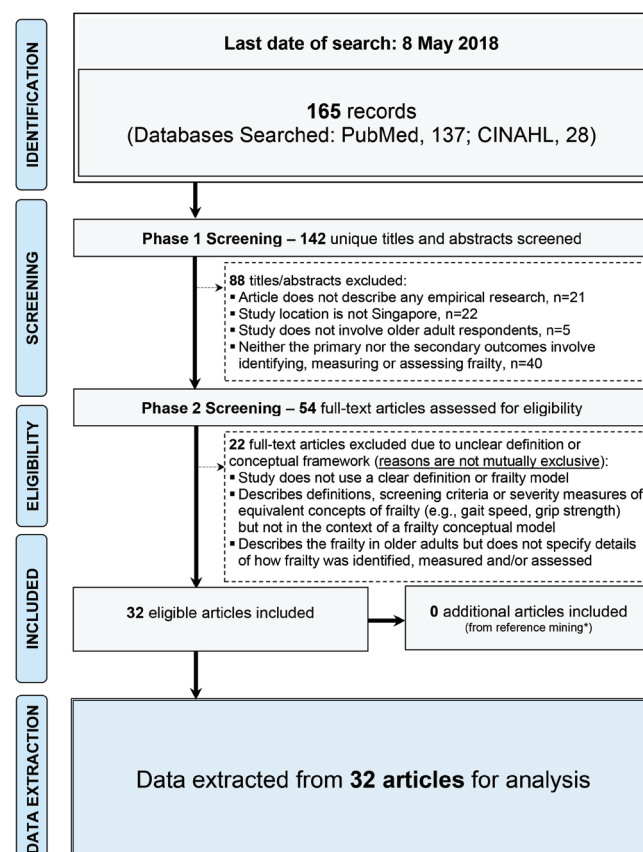 IDENTIFICATION
Last date of search: 8 May 2018
165 records
(Databases Searched: PubMed, 137; CINAHL, 28)
SCREENING
Phase 1 Screening – 142 unique titles and abstracts screened
88 titles/abstracts excluded:
▪ Article does not describe any empirical research, n=21
▪ Study location is not Singapore, n=22
▪ Study does not involve older adult respondents, n=5
▪ Neither the primary nor the secondary outcomes involve
identifying, measuring or assessing frailty, n=40
ELIGIBILITY
Phase 2 Screening – 54 full-text articles assessed for eligibility
22 full-text articles excluded due to unclear definition or
conceptual framework (reasons are not mutually exclusive):
▪ Study does not use a clear definition or frailty model
▪ Describes definitions, screening criteria or severity measures of
equivalent concepts of frailty (e.g., gait speed, grip strength)
but not in the context of a frailty conceptual model
▪ Describes the frailty in older adults but does not specify details
of how frailty was identified, measured and/or assessed
INCLUDED
32 eligible articles included
0 additional articles included
(from reference mining*)
DATA EXTRACTION
Data extracted from 32 articles for analysis